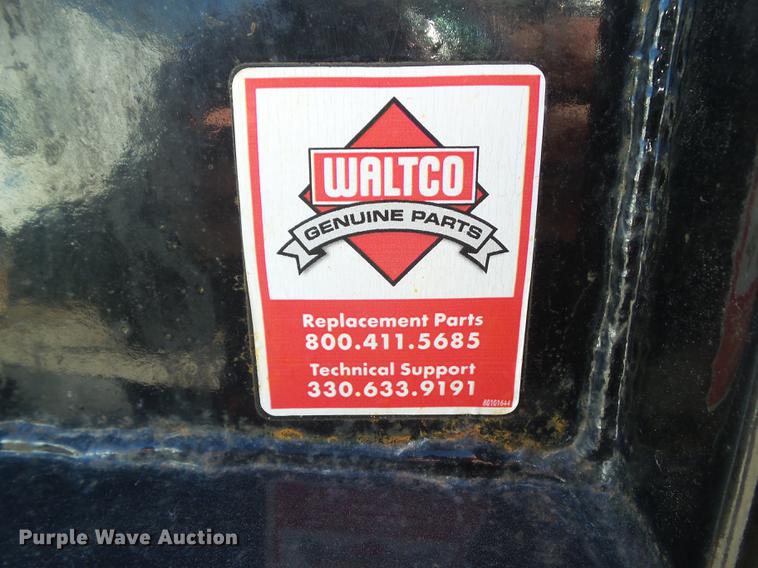 WALTCO
GENUINE PARTS
Replacement Parts
800.411.5685
Technical Support
330.633.9191
80101644
Purple Wave Auction